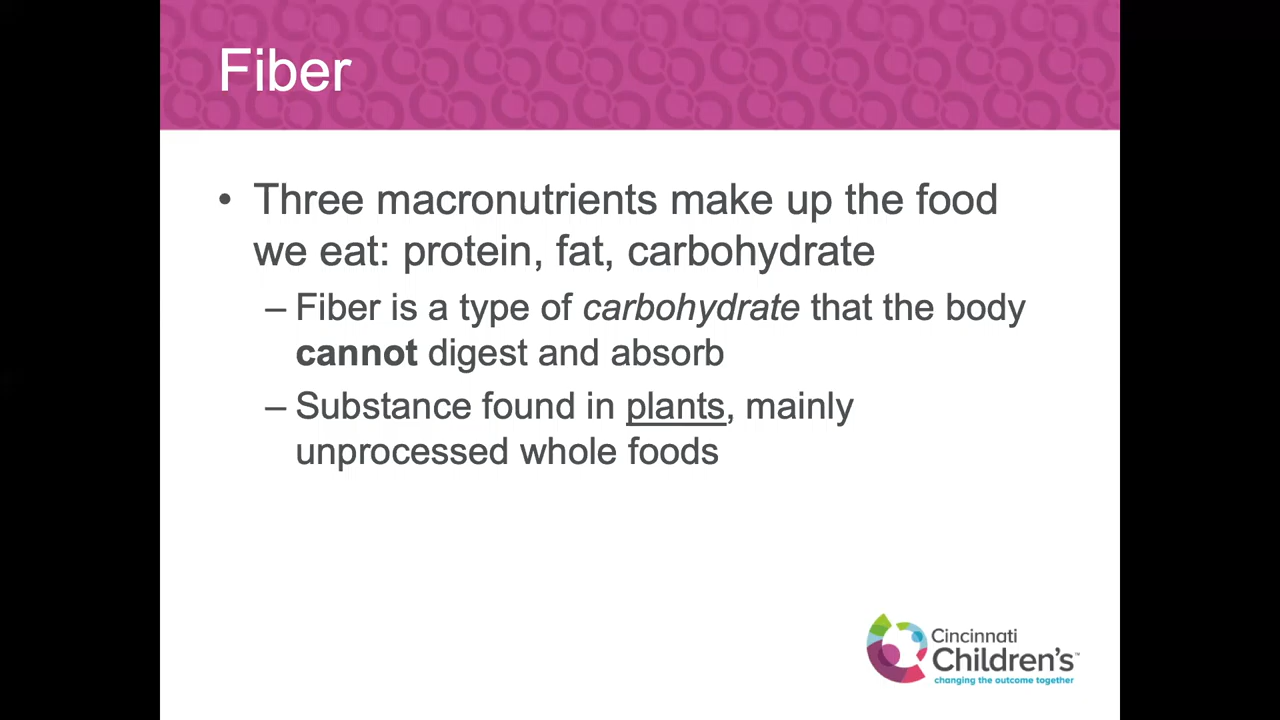 Fiber
• Three macronutrients make up the food
we eat: protein, fat, carbohydrate
– Fiber is a type of carbohydrate that the body
cannot digest and absorb
– Substance found in plants, mainly
unprocessed whole foods
Cincinnati
Children's™
changing the outcome together